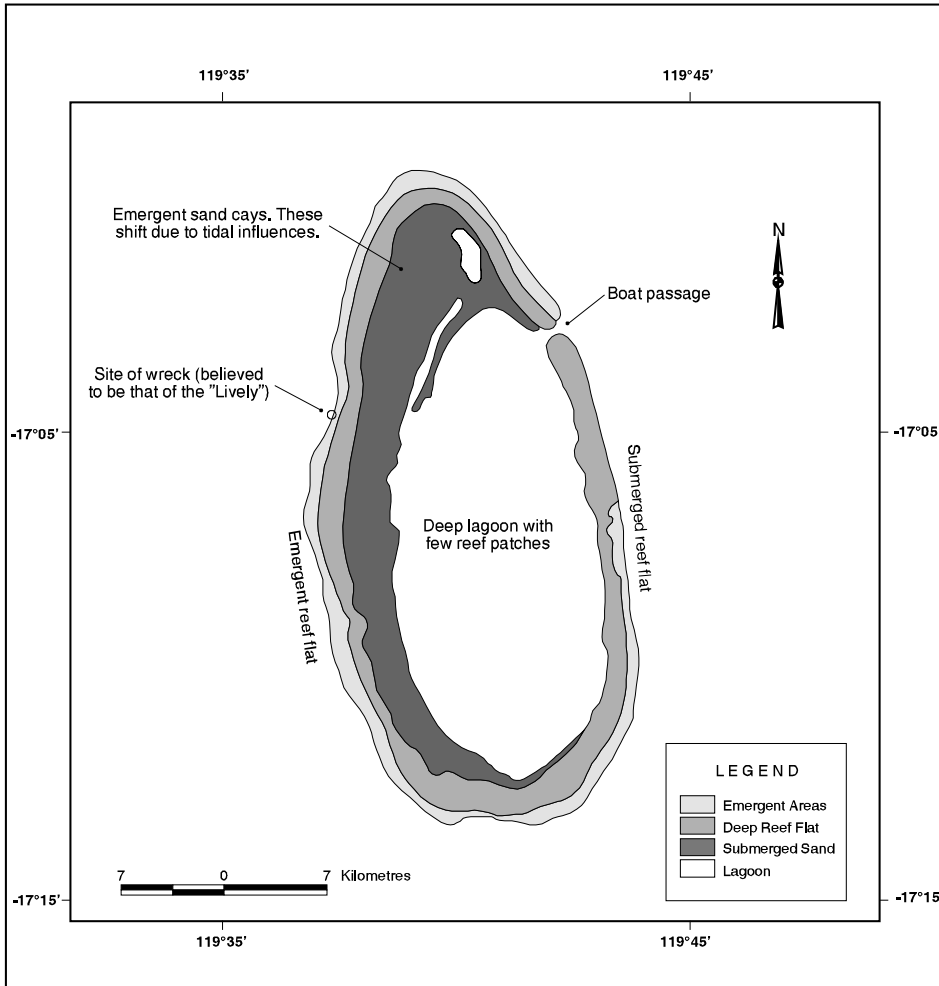 119°35’
119°45’
Emergent sand cays. These
shift due to tidal influences.
N
Boat passage
Site of wreck (believed
to be that of the ”Lively”)
-17°05’
-17°05’
Submerged reef flat
Deep lagoon with
few reef patches
Emergent reef flat
LEGEND
Emergent Areas
Deep Reef Flat
Submerged Sand
Lagoon
7 0 7 Kilometres
-17°15’
-17°15’
119°35’
119°45’